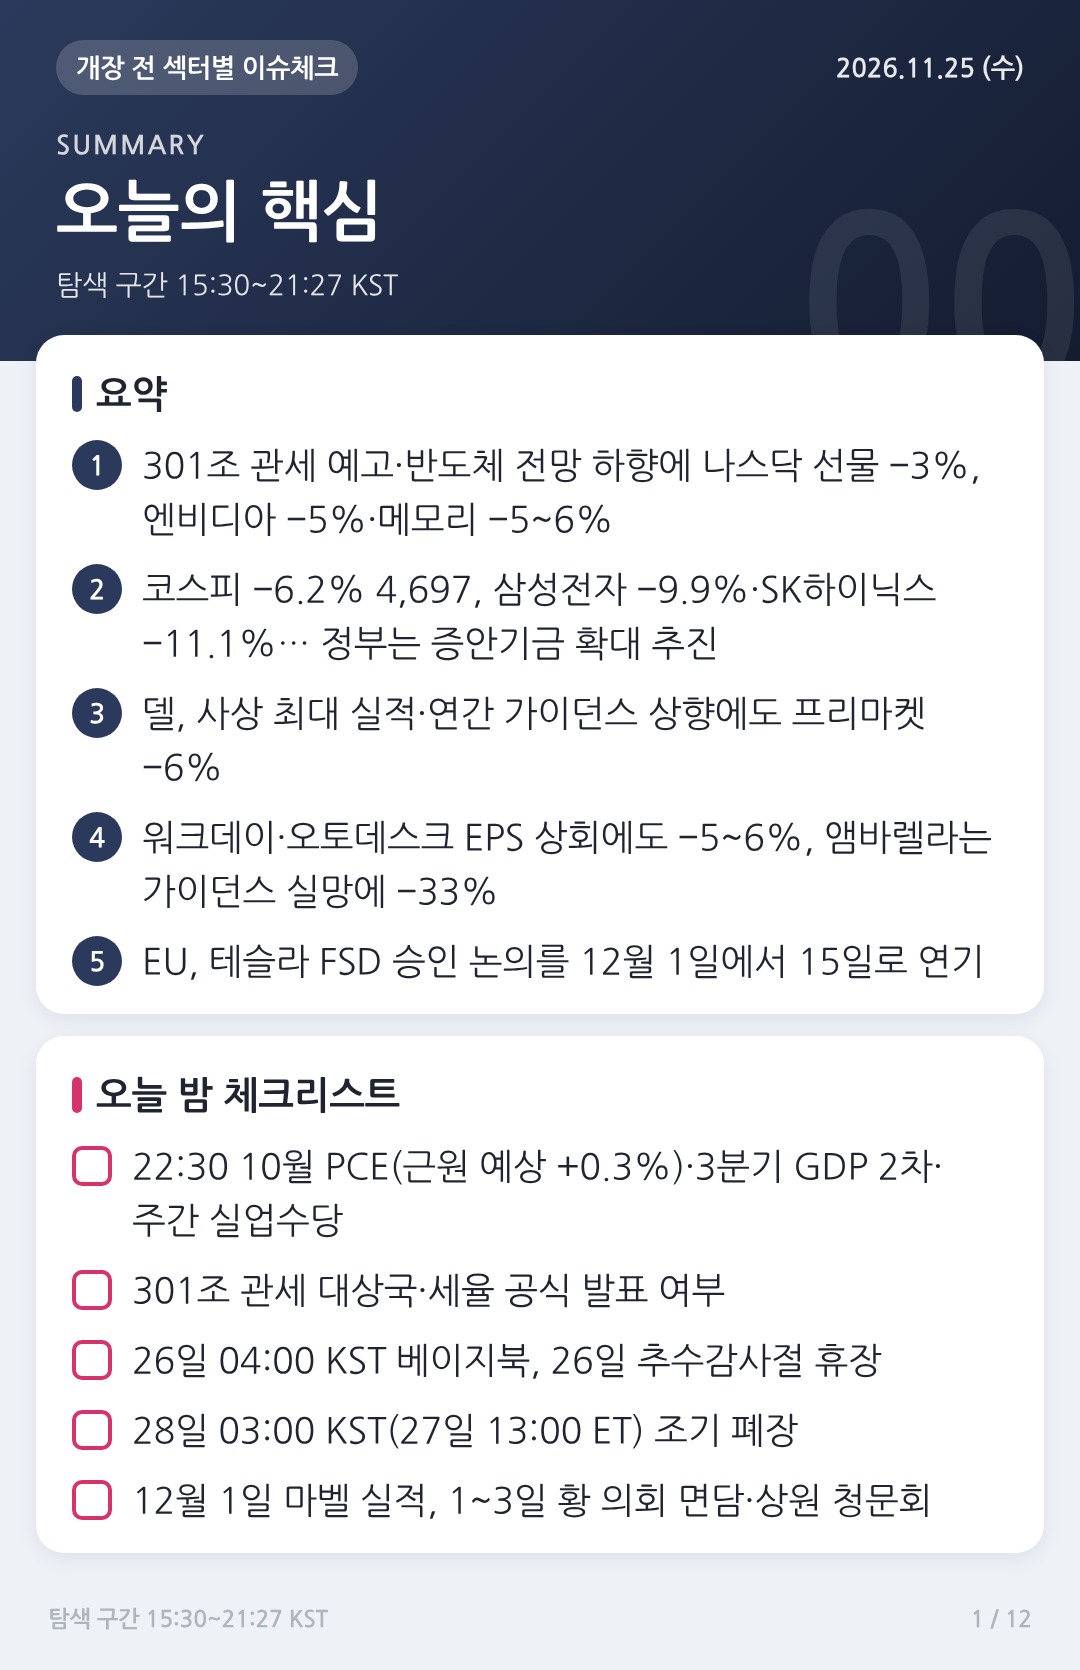 개장 전 섹터별 이슈체크
2026.11.25 (수)
SUMMARY
오늘의 핵심
탐색 구간 15:30~21:27 KST
00
요약
1 301조 관세 예고·반도체 전망 하향에 나스닥 선물 −3%,
엔비디아 −5%·메모리 −5~6%
2 코스피 −6.2% 4,697, 삼성전자 −9.9%·SK하이닉스
−11.1%… 정부는 증안기금 확대 추진
3 델, 사상 최대 실적·연간 가이던스 상향에도 프리마켓
−6%
4 워크데이·오토데스크 EPS 상회에도 −5~6%, 앰바렐라는
가이던스 실망에 −33%
5 EU, 테슬라 FSD 승인 논의를 12월 1일에서 15일로 연기
오늘 밤 체크리스트
22:30 10월 PCE(근원 예상 +0.3%)·3분기 GDP 2차·
주간 실업수당
301조 관세 대상국·세율 공식 발표 여부
26일 04:00 KST 베이지북, 26일 추수감사절 휴장
28일 03:00 KST(27일 13:00 ET) 조기 폐장
12월 1일 마벨 실적, 1~3일 황 의회 면담·상원 청문회
탐색 구간 15:30~21:27 KST
1 / 12